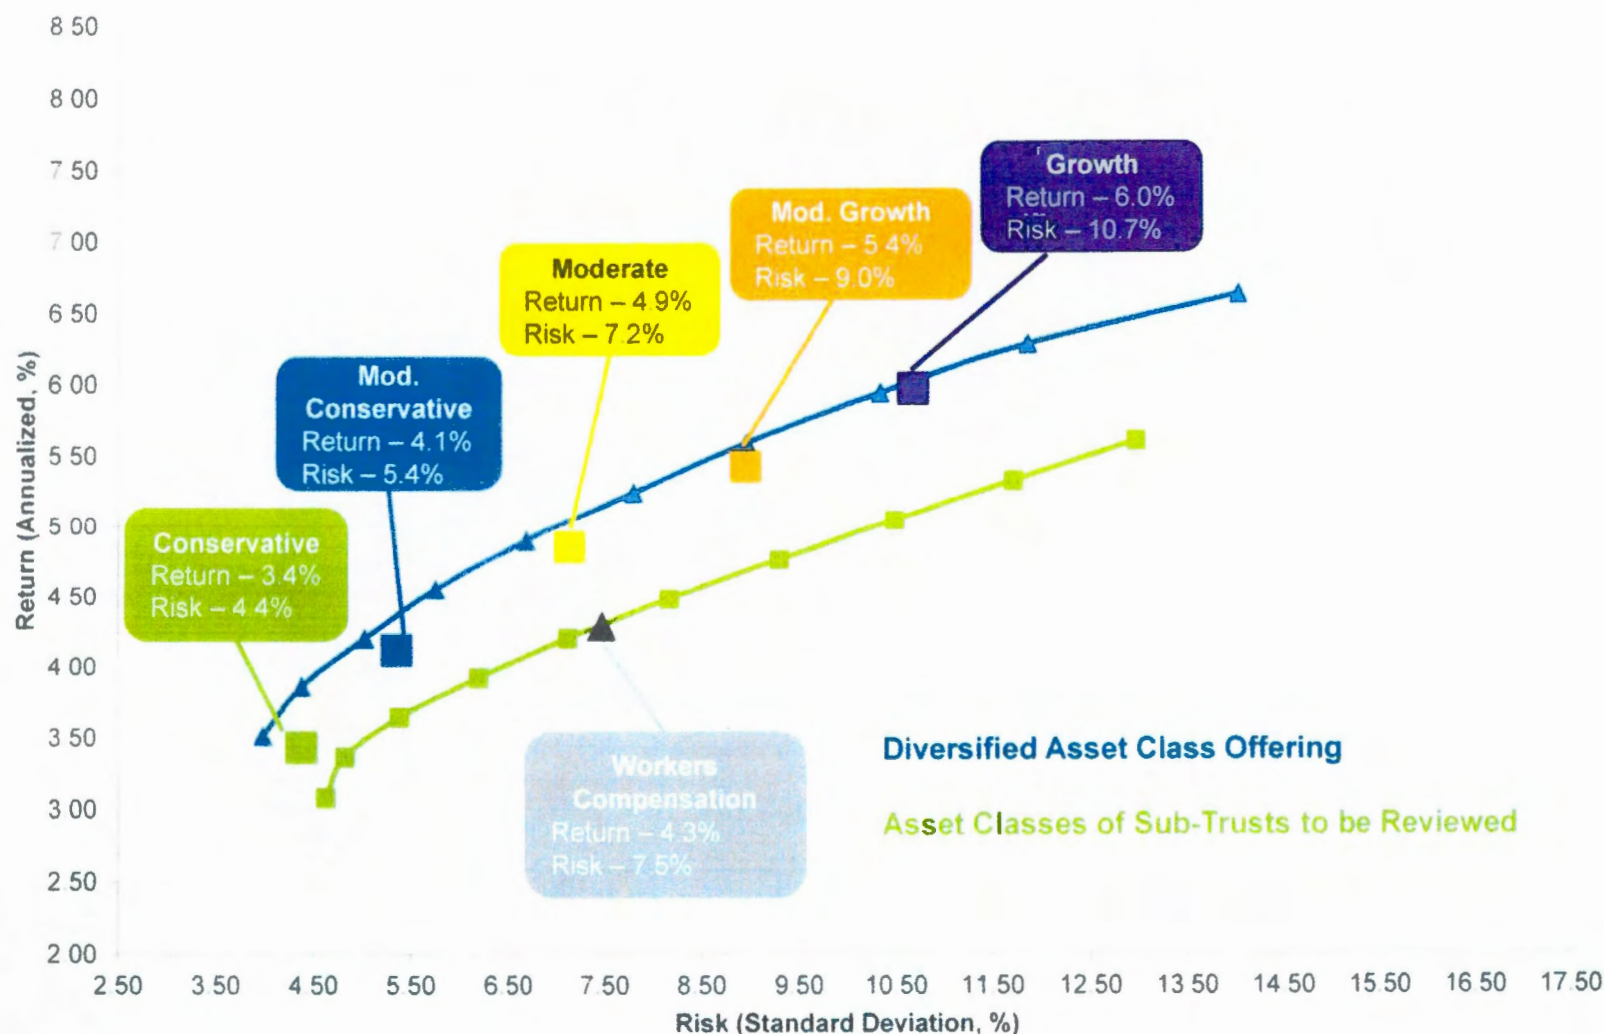 8 50
8 00
7 50
7 00
6 50
6 00
5 50
5 00
4 50
4 00
3 50
3 00
2 50
2 00
Return (Annualized, %)
Growth
Return – 6.0%
Risk – 10.7%
Mod. Growth
Return – 5 4%
Risk – 9.0%
Moderate
Return – 4.9%
Risk – 7.2%
Mod.
Conservative
Return – 4.1%
Risk – 5.4%
Conservative
Return – 3.4%
Risk – 4 4%
Workers
Compensation
Return – 4.3%
Risk – 7.5%
Diversified Asset Class Offering
Asset Classes of Sub-Trusts to be Reviewed
2 50 3 50 4 50 5.50 6 50 7.50 8 50 9 50 10 50 11 50 12 50 13 50 14 50 15 50 16 50 17.50
Risk (Standard Deviation, %)